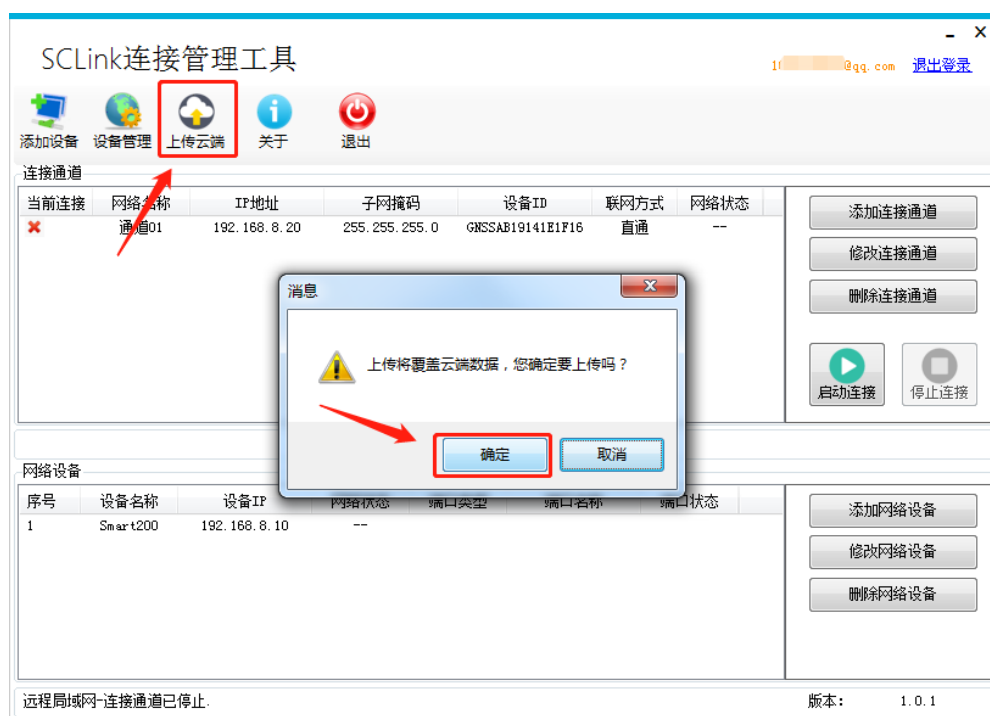 SCLink连接管理工具
1 @qq.com 退出登录
添加设备 设备管理 上传云端 关于 退出
连接通道
当前连接 网络名称 IP地址 子网掩码 设备ID 联网方式 网络状态
通道01 192.168.8.20 255.255.255.0 GNSSAB19141E1F16 直通 --
添加连接通道
修改连接通道
删除连接通道
启动连接 停止连接
消息
上传将覆盖云端数据，您确定要上传吗？
确定 取消
网络设备
序号 设备名称 设备IP 网络状态 端口类型 端口名称 端口状态
1 Smart200 192.168.8.10 --
添加网络设备
修改网络设备
删除网络设备
远程局域网-连接通道已停止.
版本： 1.0.1